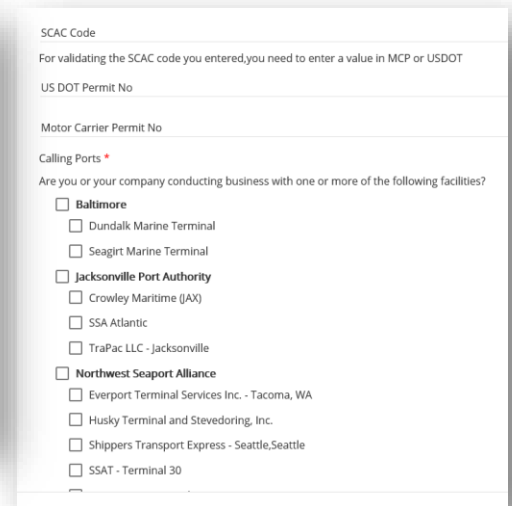 SCAC Code
For validating the SCAC code you entered,you need to enter a value in MCP or USDOT
US DOT Permit No
Motor Carrier Permit No
Calling Ports *
Are you or your company conducting business with one or more of the following facilities?
Baltimore
Dundalk Marine Terminal
Seagirt Marine Terminal
Jacksonville Port Authority
Crowley Maritime (JAX)
SSA Atlantic
TraPac LLC - Jacksonville
Northwest Seaport Alliance
Everport Terminal Services Inc. - Tacoma, WA
Husky Terminal and Stevedoring, Inc.
Shippers Transport Express - Seattle,Seattle
SSAT - Terminal 30